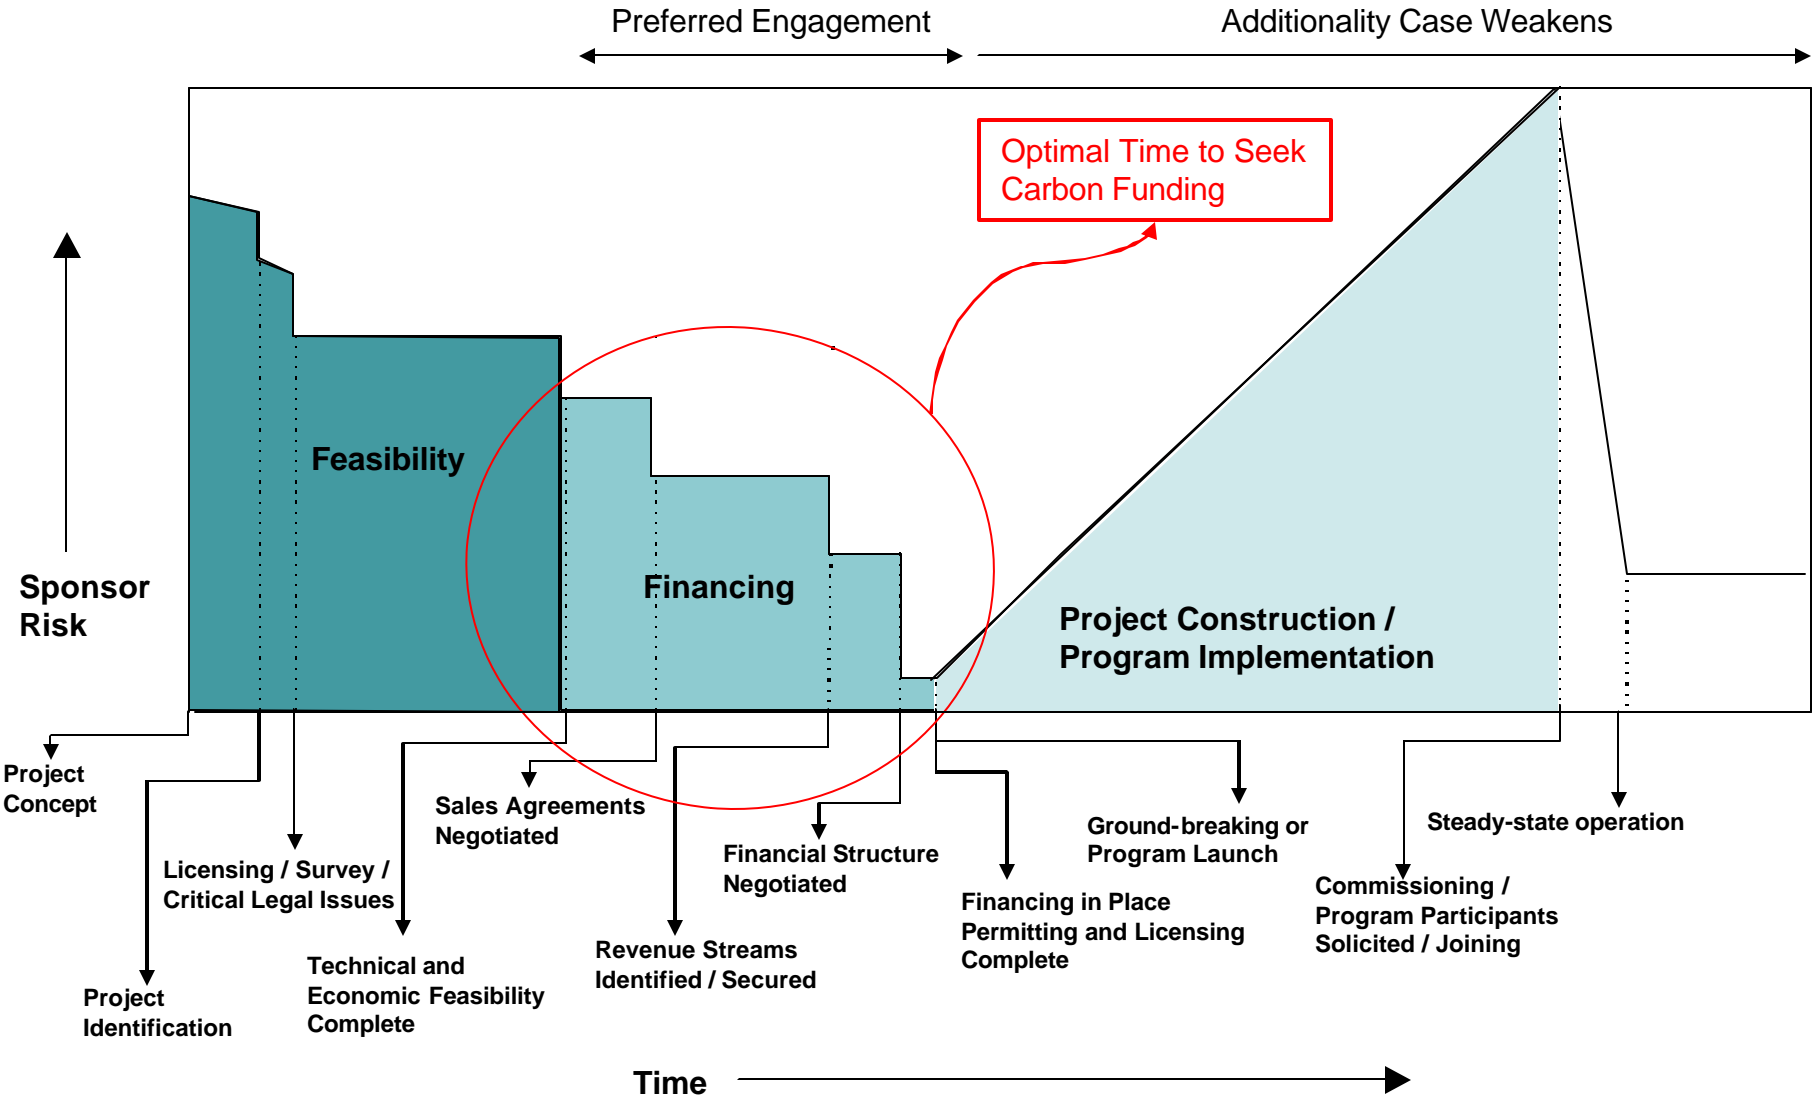 Preferred Engagement
Additionality Case Weakens
Optimal Time to Seek
Carbon Funding
Feasibility
Financing
Sponsor
Risk
Project Construction /
Program Implementation
Project
Concept
Sales Agreements
Negotiated
Ground-breaking or
Program Launch
Steady-state operation
Licensing / Survey /
Critical Legal Issues
Financial Structure
Negotiated
Commissioning /
Program Participants
Solicited / Joining
Financing in Place
Permitting and Licensing
Complete
Revenue Streams
Identified / Secured
Technical and
Economic Feasibility
Complete
Project
Identification
Time